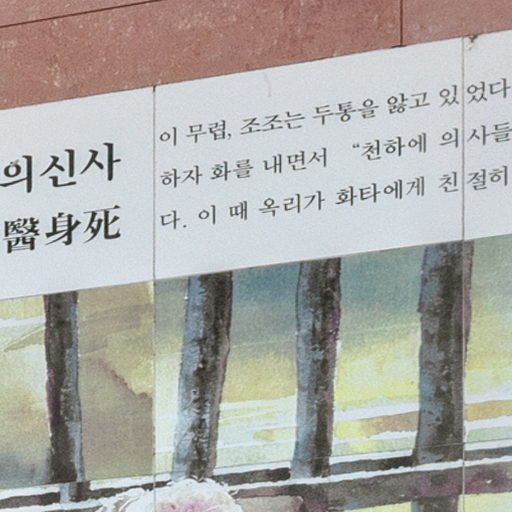 의신사
醫身死
이 무렵, 조조는 두통을 앓고 있었다
하자 화를 내면서 “천하에 의사들
다. 이 때 옥리가 화타에게 친절히